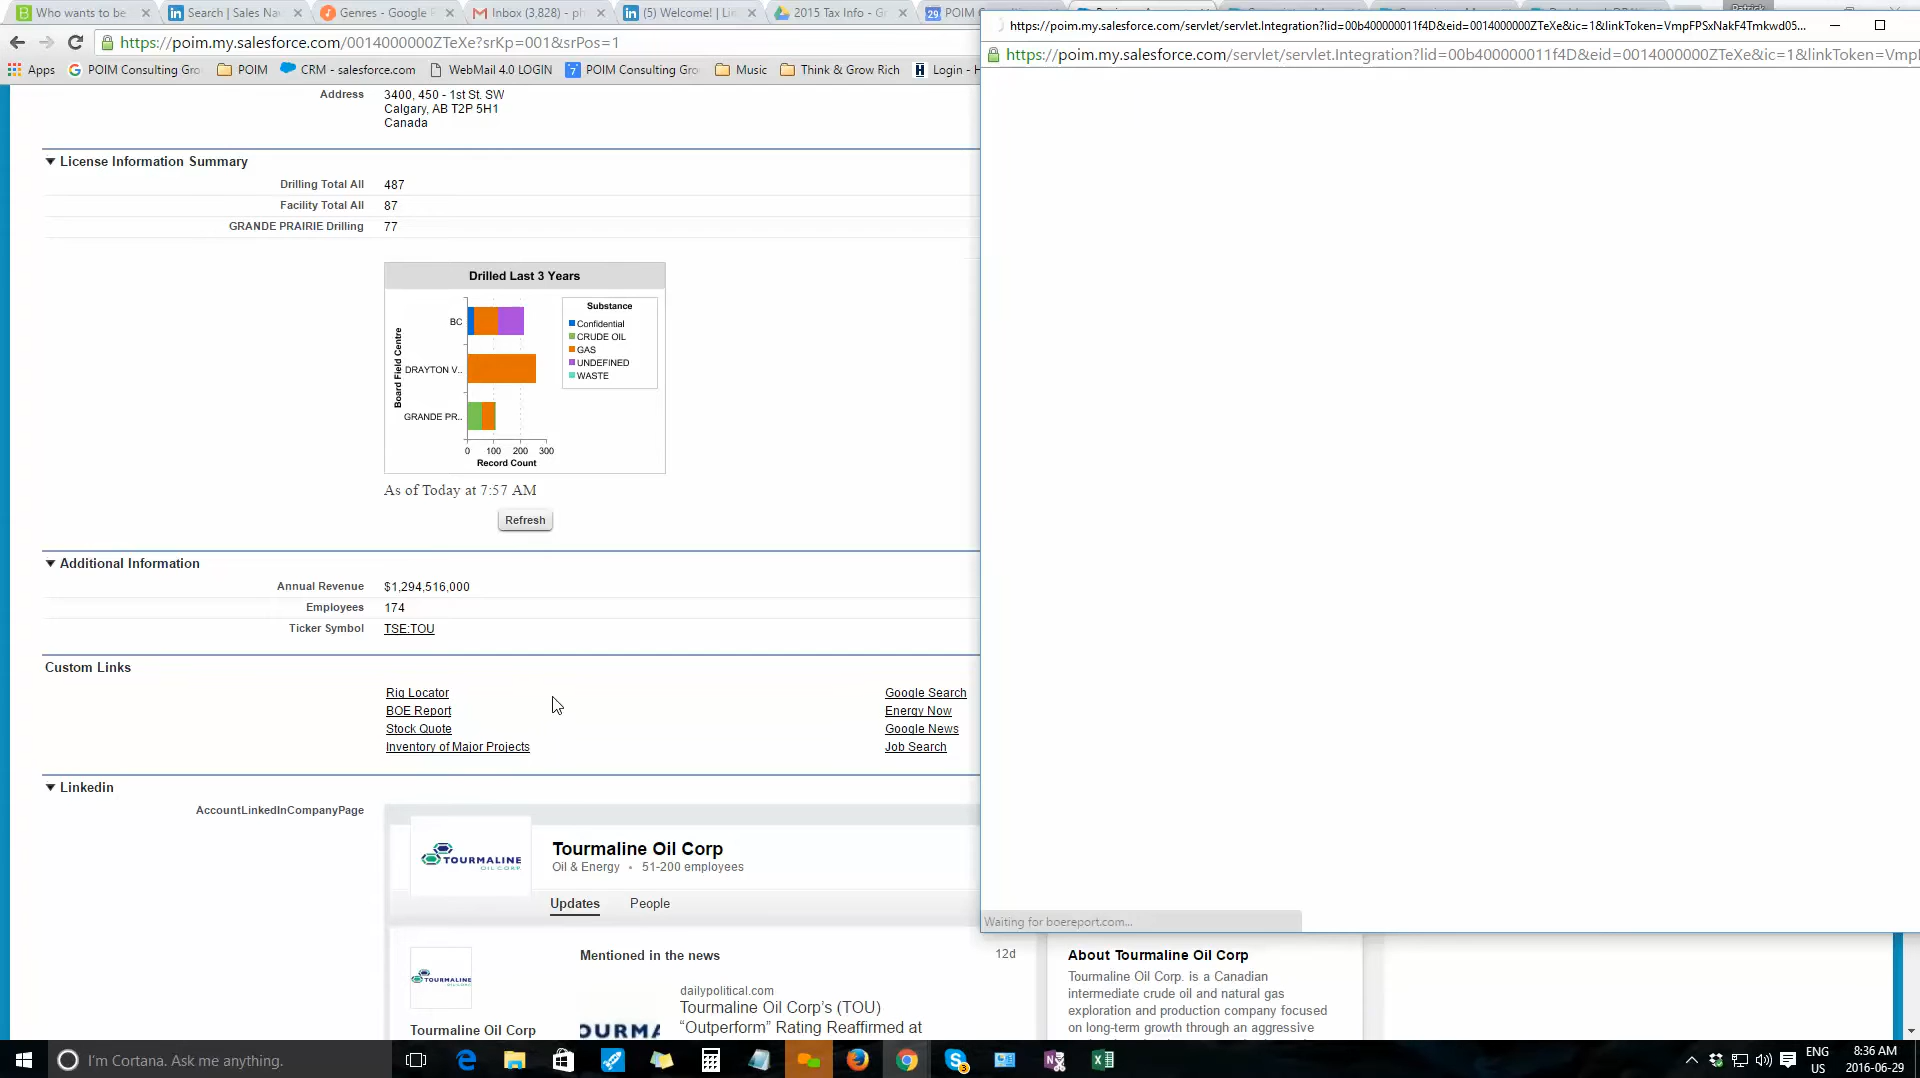 Who wants to be
Search | Sales Na
Genres - Google
Inbox (3,828) - ph
(5) Welcome! | Lin
2015 Tax Info - G
POIM C
https://poim.my.salesforce.com/0014000000ZTeXe?srKp=001&srPos=1
Apps
POIM Consulting Gro
POIM
CRM - salesforce.com
WebMail 4.0 LOGIN
POIM Consulting Gro
Music
Think & Grow Rich
Login - H
https://poim.my.salesforce.com/servlet/servlet.Integration?lid=00b400000011f4D&eid=0014000000ZTeXe&ic=1&linkToken=VmpFPSxNakF4Tmkwd05...
https://poim.my.salesforce.com/servlet/servlet.Integration?lid=00b400000011f4D&eid=0014000000ZTeXe&ic=1&linkToken=Vmpl
Address
3400, 450 - 1st St. SW
Calgary, AB T2P 5H1
Canada
License Information Summary
Drilling Total All 487
Facility Total All 87
GRANDE PRAIRIE Drilling 77
Drilled Last 3 Years
Board Field Centre
BC
DRAYTON V..
GRANDE PR..
0 100 200 300
Record Count
Substance
Confidential
CRUDE OIL
GAS
UNDEFINED
WASTE
As of Today at 7:57 AM
Refresh
Additional Information
Annual Revenue $1,294,516,000
Employees 174
Ticker Symbol TSE:TOU
Custom Links
Rig Locator Google Search
BOE Report Energy Now
Stock Quote Google News
Inventory of Major Projects Job Search
Linkedin
AccountLinkedInCompanyPage
TOURMALINE
OIL CORP
Tourmaline Oil Corp
Oil & Energy • 51-200 employees
Updates People
Mentioned in the news 12d
TOURMALINE
dailypolitical.com
Tourmaline Oil Corp's (TOU)
"Outperform" Rating Reaffirmed at
Tourmaline Oil Corp
OURMA
Waiting for boereport.com...
About Tourmaline Oil Corp
Tourmaline Oil Corp. is a Canadian
intermediate crude oil and natural gas
exploration and production company focused
on long-term growth through an aggressive
I'm Cortana. Ask me anything.
3
ENG
US
8:36 AM
2016-06-29